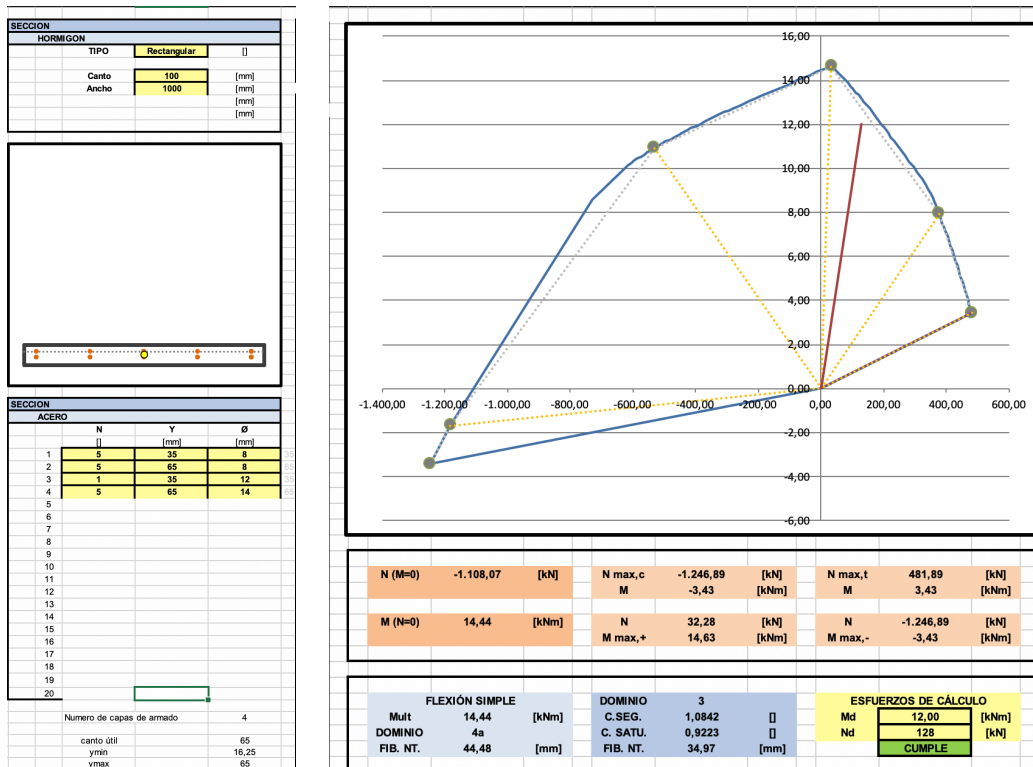 SECCION
HORMIGON
TIPO Rectangular []
Canto 100 [mm]
Ancho 1000 [mm]
[mm]
[mm]
SECCION
ACERO
N Y Ø
[] [mm] [mm]
1 5 35 8 35
2 5 65 8 65
3 1 35 12 35
4 5 65 14 65
5
6
7
8
9
10
11
12
13
14
15
16
17
18
19
20
Numero de capas de armado 4
canto útil 65
ymin 16,25
ymax 65
16,00
14,00
12,00
10,00
8,00
6,00
4,00
2,00
0,00
-1.400,00 -1.200,00 -1.000,00 -800,00 -600,00 -400,00 -200,00 0,00 200,00 400,00 600,00
-2,00
-4,00
-6,00
N (M=0) -1.108,07 [kN] N max,c -1.246,89 [kN] N max,t 481,89 [kN]
M -3,43 [kNm] M 3,43 [kNm]
M (N=0) 14,44 [kNm] N 32,28 [kN] N -1.246,89 [kN]
M max,+ 14,63 [kNm] M max,- -3,43 [kNm]
FLEXIÓN SIMPLE DOMINIO 3 ESFUERZOS DE CÁLCULO
Mult 14,44 [kNm] C.SEG. 1,0842 [] Md 12,00 [kNm]
DOMINIO 4a C. SATU. 0,9223 [] Nd 128 [kN]
FIB. NT. 44,48 [mm] FIB. NT. 34,97 [mm] CUMPLE